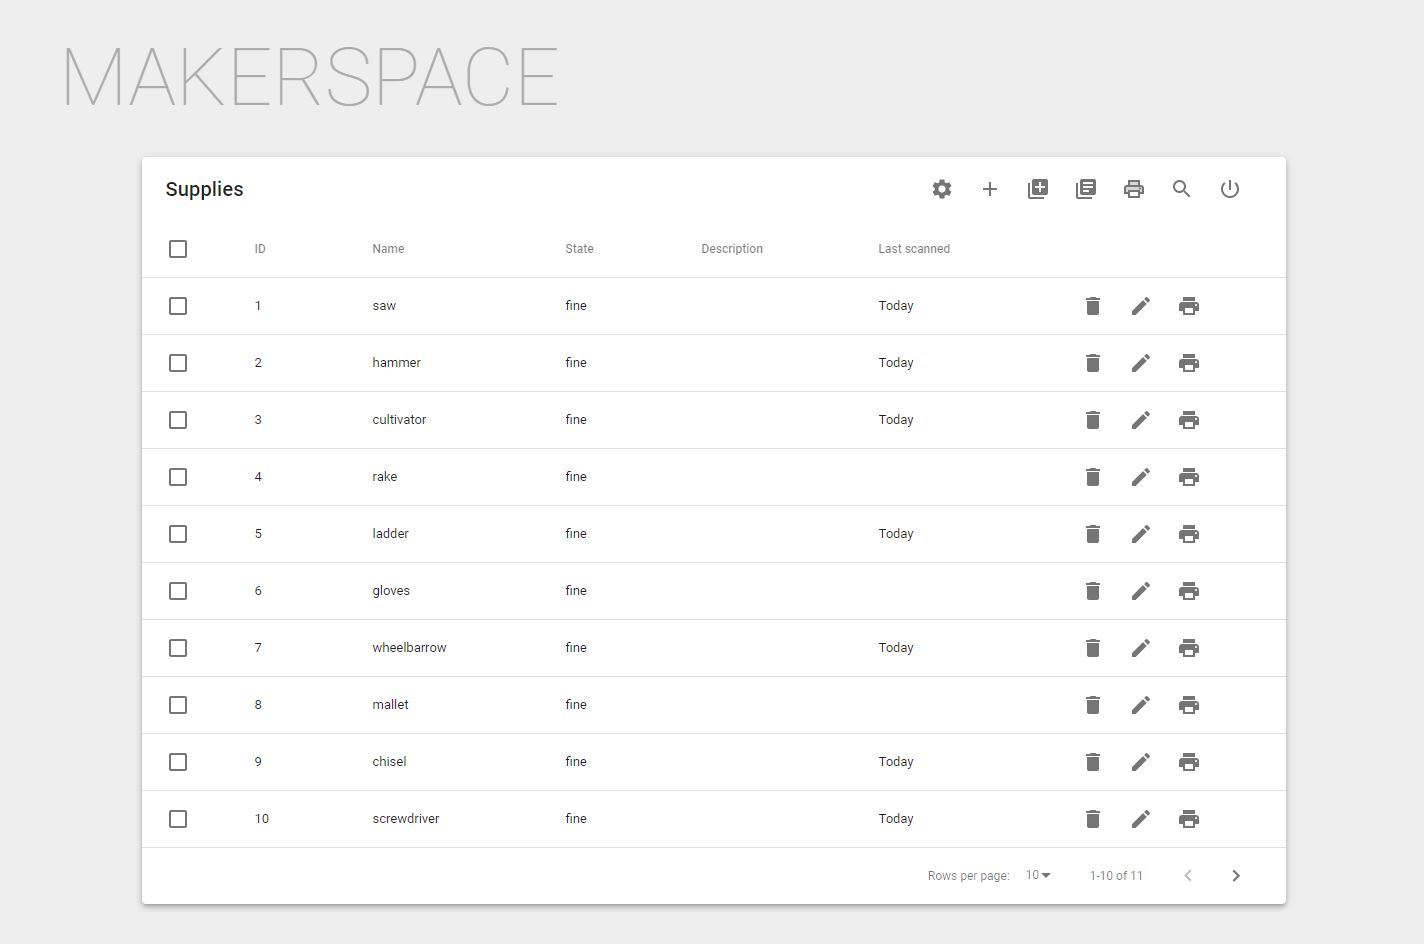 MAKERSPACE
Supplies
ID Name State Description Last scanned
1 saw fine Today
2 hammer fine Today
3 cultivator fine Today
4 rake fine
5 ladder fine Today
6 gloves fine
7 wheelbarrow fine Today
8 mallet fine
9 chisel fine Today
10 screwdriver fine Today
Rows per page: 10 1-10 of 11